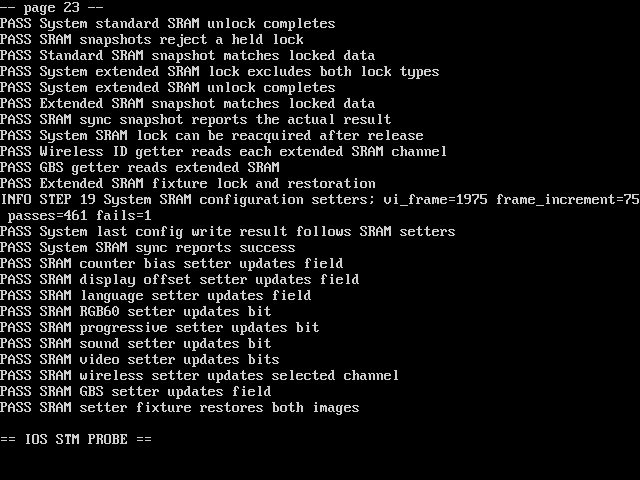 -- page 23 --
PASS System standard SRAM unlock completes
PASS SRAM snapshots reject a held lock
PASS Standard SRAM snapshot matches locked data
PASS System extended SRAM lock excludes both lock types
PASS System extended SRAM unlock completes
PASS Extended SRAM snapshot matches locked data
PASS SRAM sync snapshot reports the actual result
PASS System SRAM lock can be reacquired after release
PASS Wireless ID getter reads each extended SRAM channel
PASS GBS getter reads extended SRAM
PASS Extended SRAM fixture lock and restoration
INFO STEP 19 System SRAM configuration setters; vi_frame=1975 frame_increment=75
passes=461 fails=1
PASS System last config write result follows SRAM setters
PASS System SRAM sync reports success
PASS SRAM counter bias setter updates field
PASS SRAM display offset setter updates field
PASS SRAM language setter updates field
PASS SRAM RGB60 setter updates bit
PASS SRAM progressive setter updates bit
PASS SRAM sound setter updates bit
PASS SRAM video setter updates bits
PASS SRAM wireless setter updates selected channel
PASS SRAM GBS setter updates field
PASS SRAM setter fixture restores both images
== IOS STM PROBE ==